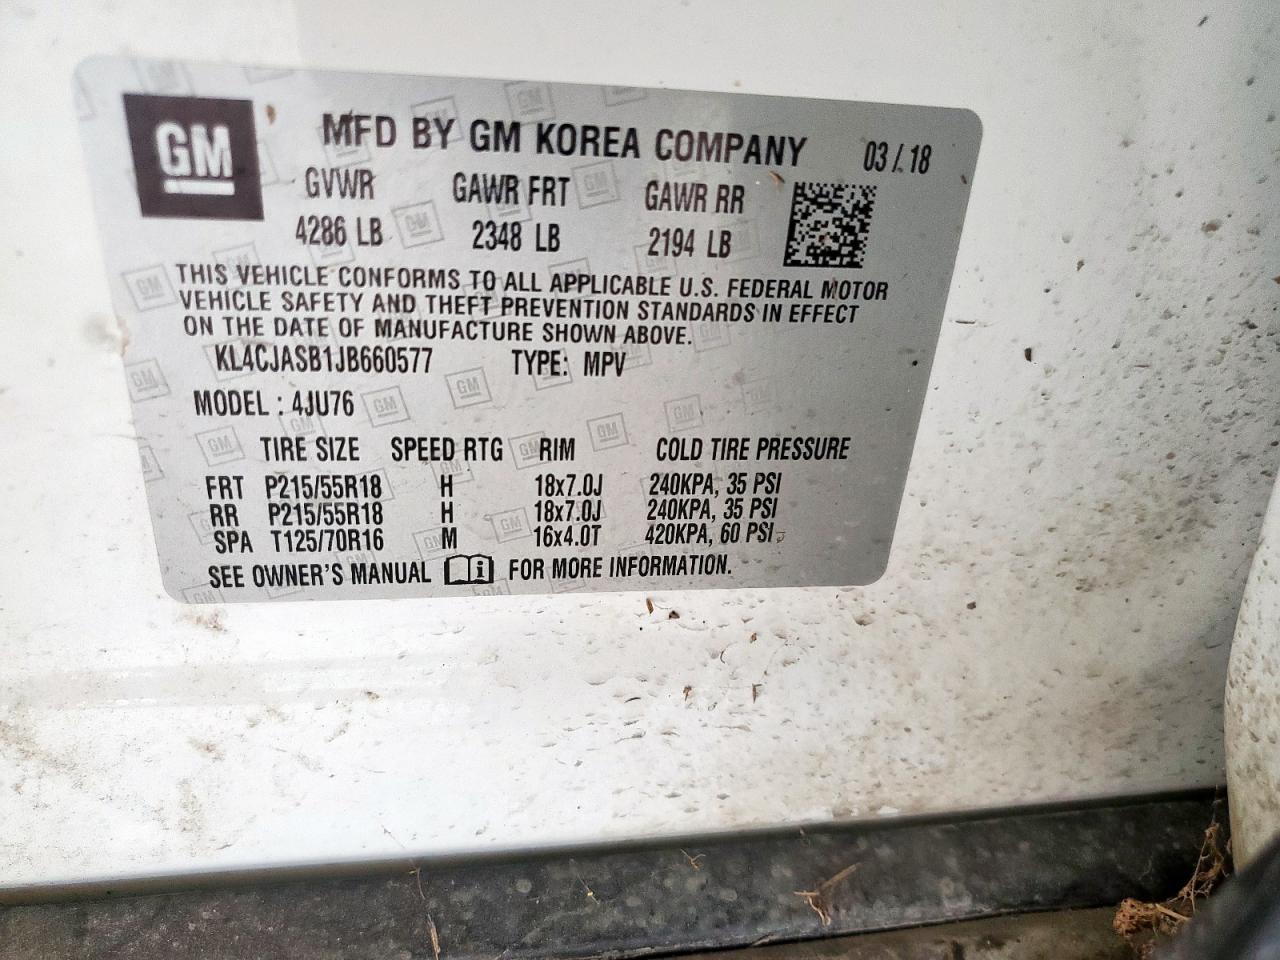 GM
MFD BY GM KOREA COMPANY 03/.18
GVWR GAWR FRT GAWR RR
4286 LB 2348 LB 2194 LB
THIS VEHICLE CONFORMS TO ALL APPLICABLE U.S. FEDERAL MOTOR
VEHICLE SAFETY AND THEFT PREVENTION STANDARDS IN EFFECT
ON THE DATE OF MANUFACTURE SHOWN ABOVE.
KL4CJASB1JB660577 TYPE: MPV
MODEL : 4JU76
TIRE SIZE SPEED RTG RIM COLD TIRE PRESSURE
FRT P215/55R18 H 18x7.0J 240KPA, 35 PSI
RR P215/55R18 H 18x7.0J 240KPA, 35 PSI
SPA T125/70R16 M 16x4.0T 420KPA, 60 PSI
SEE OWNER'S MANUAL i FOR MORE INFORMATION.